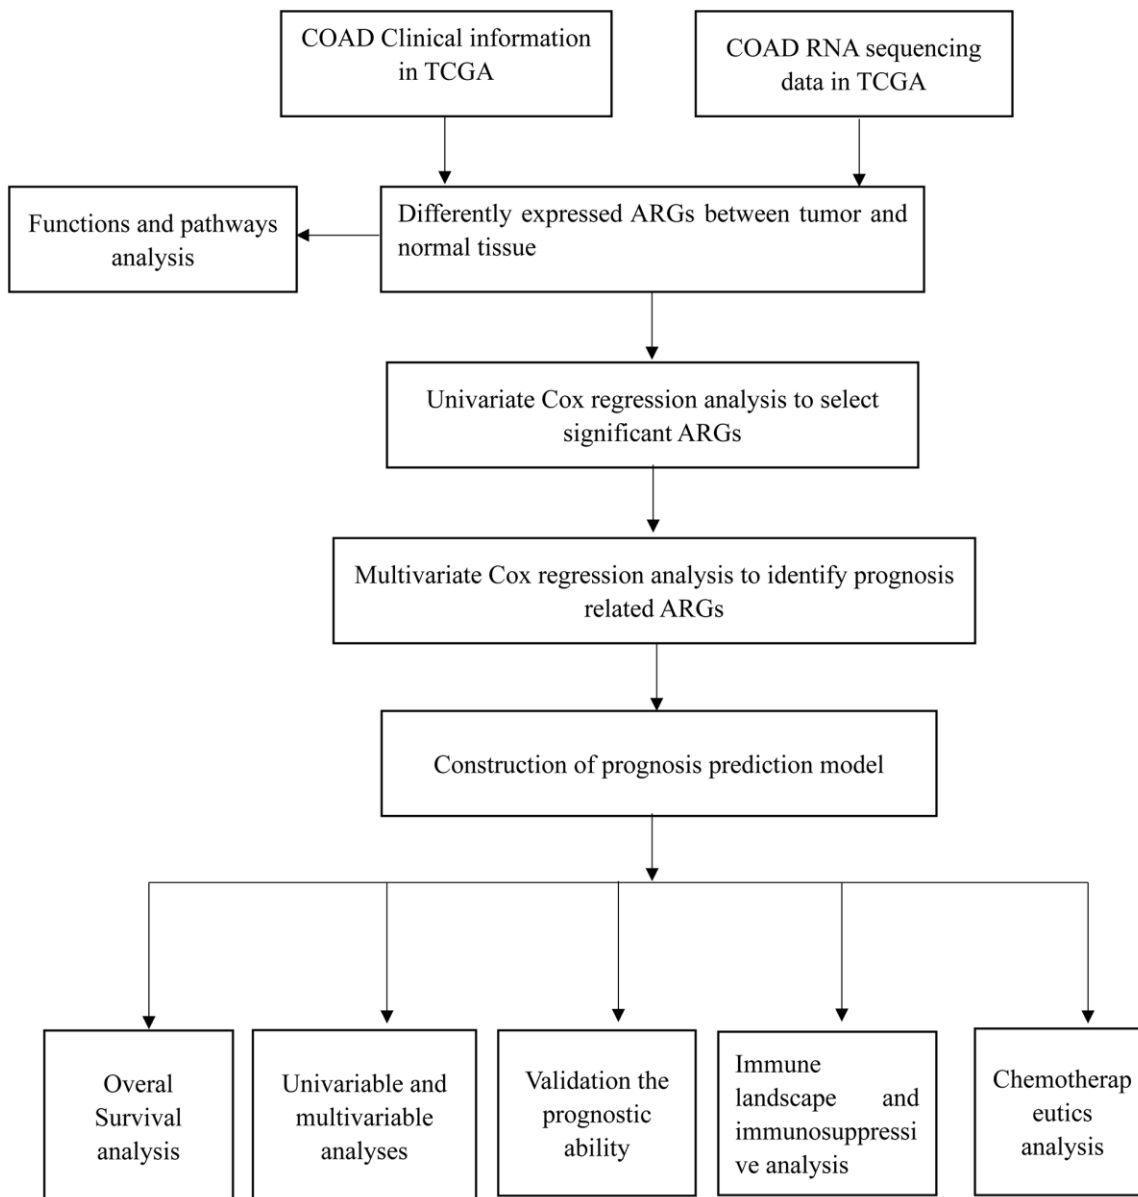 COAD Clinical information
in TCGA
COAD RNA sequencing
data in TCGA
Functions and pathways
analysis
Differently expressed ARGs between tumor and
normal tissue
Univariate Cox regression analysis to select
significant ARGs
Multivariate Cox regression analysis to identify prognosis
related ARGs
Construction of prognosis prediction model
Overal
Survival
analysis
Univariable and
multivariable
analyses
Validation the
prognostic
ability
Immune
landscape and
immunosuppressi
ve analysis
Chemotherap
eutics
analysis